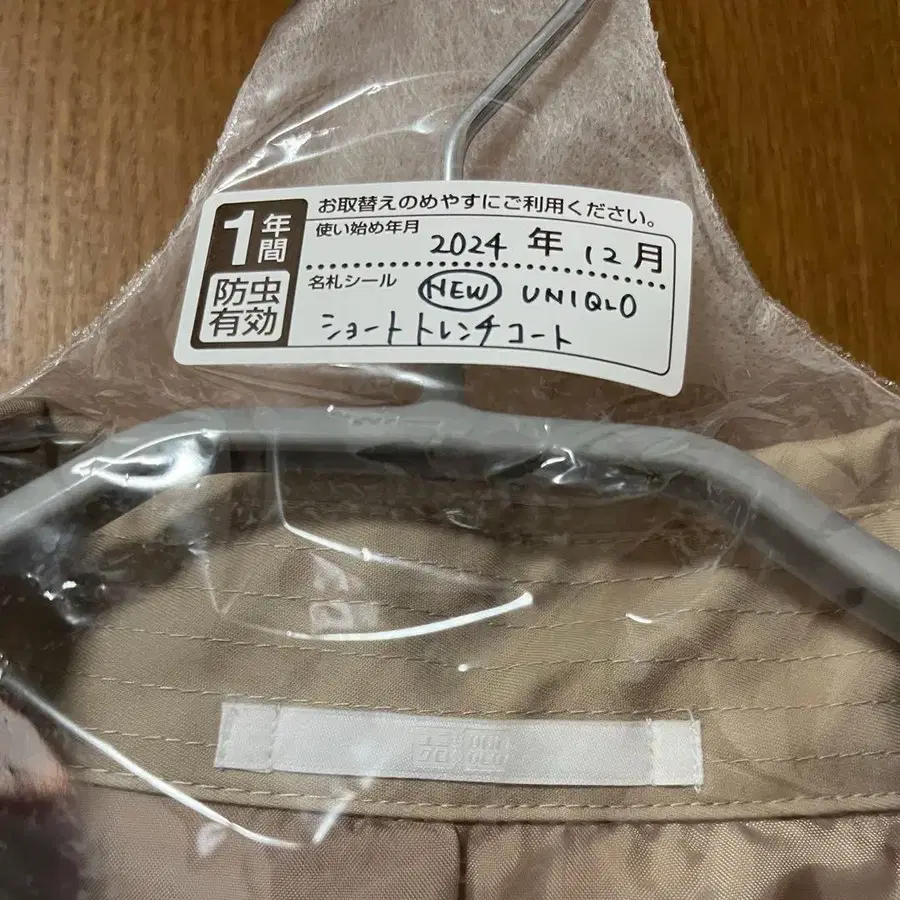 1年間
防虫
有効
お取替えのめやすにご利用ください。
使い始め年月 2024 年 12 月
名札シール NEW UNIQLO
ショートトレンチコート